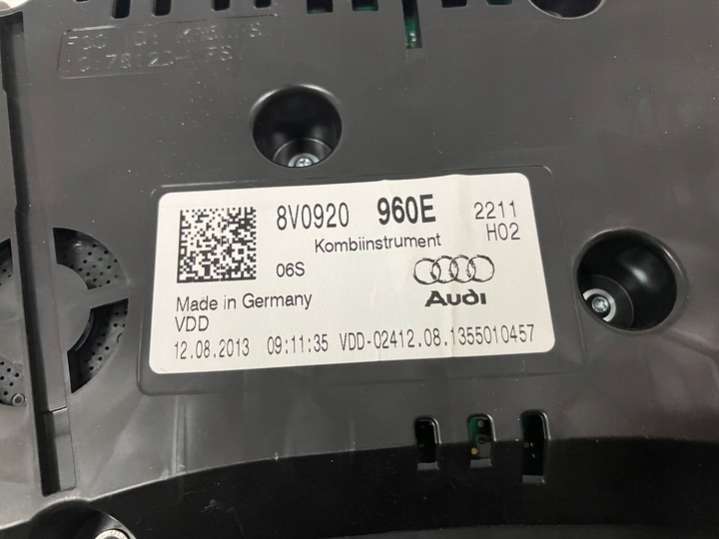 8V0920 960E 2211
Kombiinstrument H02
06S
Audi
Made in Germany
VDD
12.08.2013 09:11:35 VDD-02412.08.1355010457